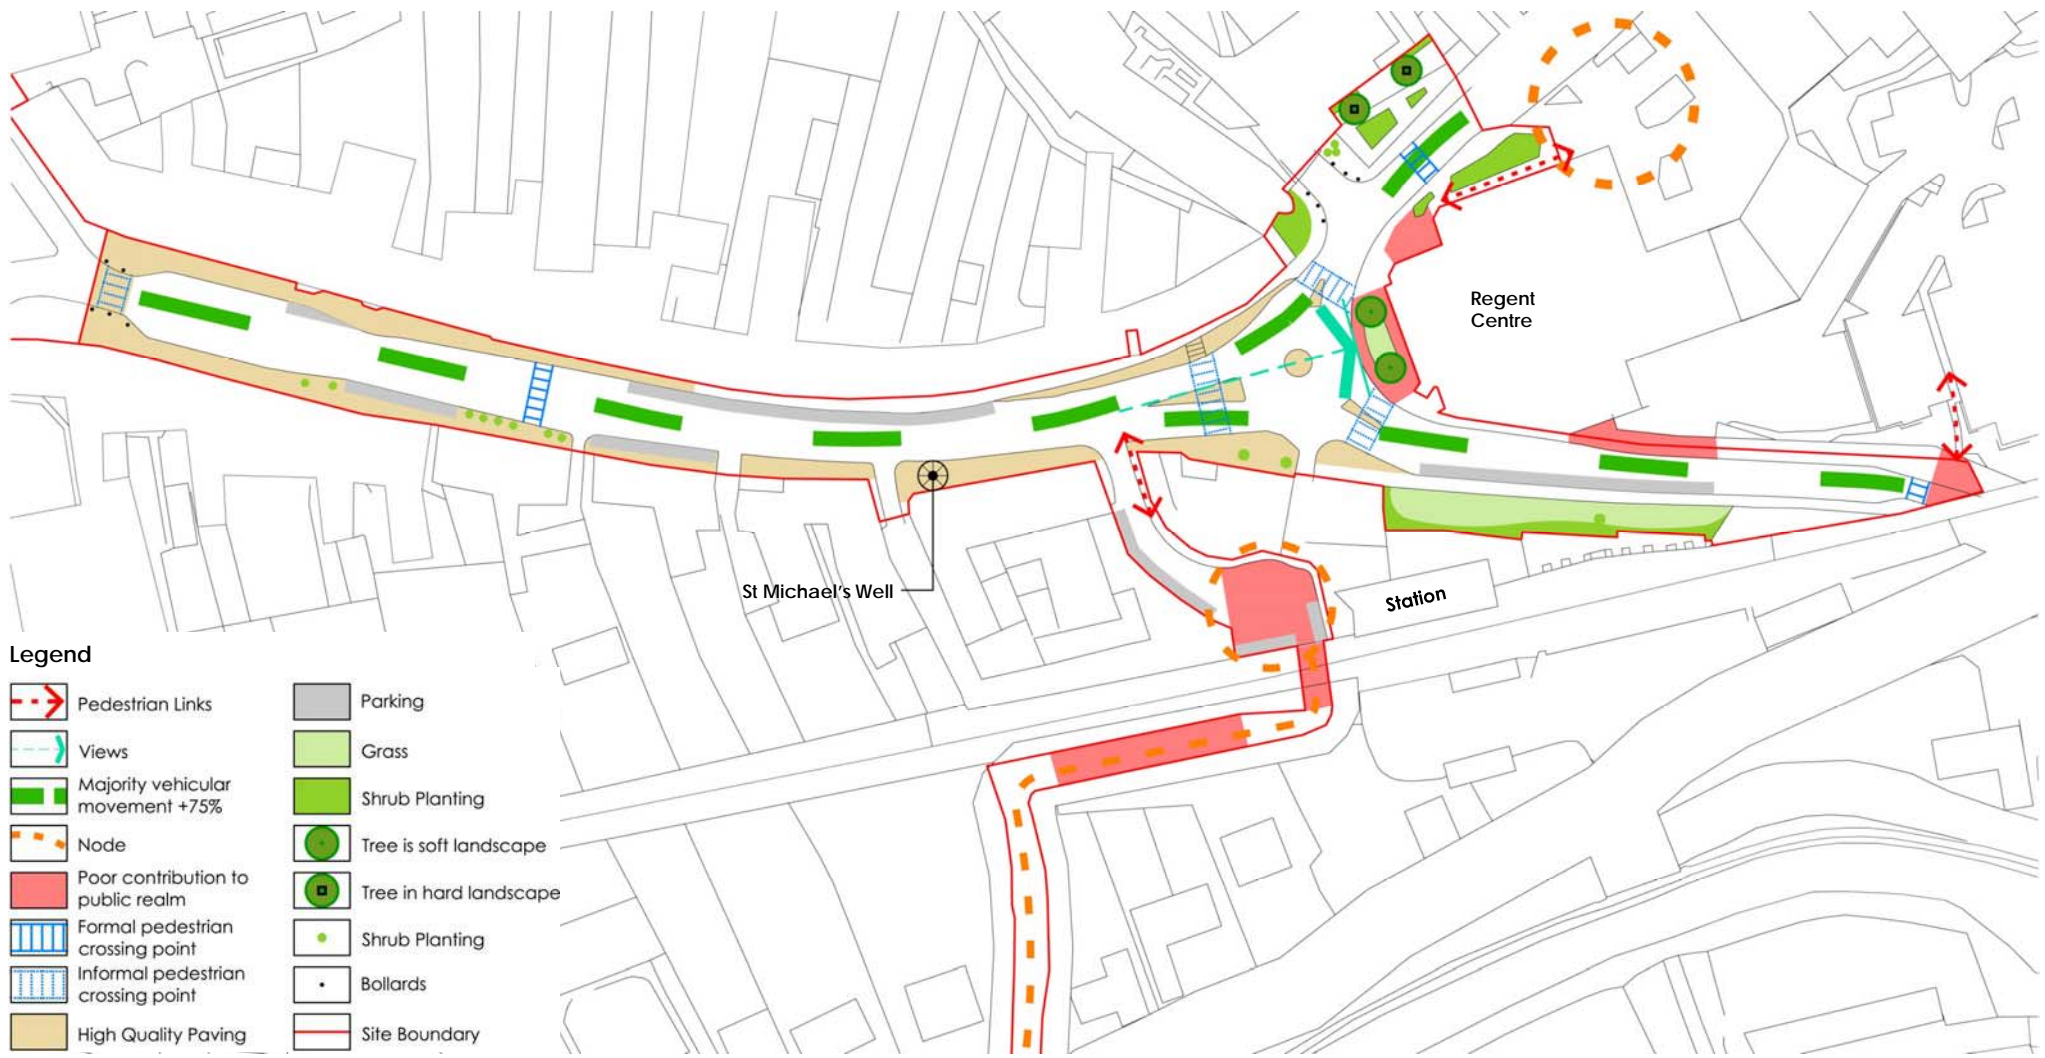 Regent
Centre
St Michael's Well
Station
Legend
Pedestrian Links
Views
Majority vehicular
movement +75%
Node
Poor contribution to
public realm
Formal pedestrian
crossing point
Informal pedestrian
crossing point
High Quality Paving
Parking
Grass
Shrub Planting
Tree is soft landscape
Tree in hard landscape
Shrub Planting
Bollards
Site Boundary